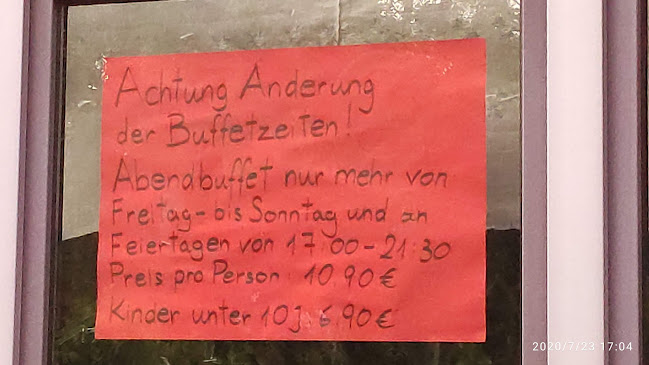 Achtung Anderung
der Buffetzeiten!
Abendbuffet nur mehr von
Freitag-bis Sonntag und an
Feiertagen von 17:00-21:30
Preis pro Person: 10,90€
Kinder unter 10J. 6,90€
2020/7/23 17:04